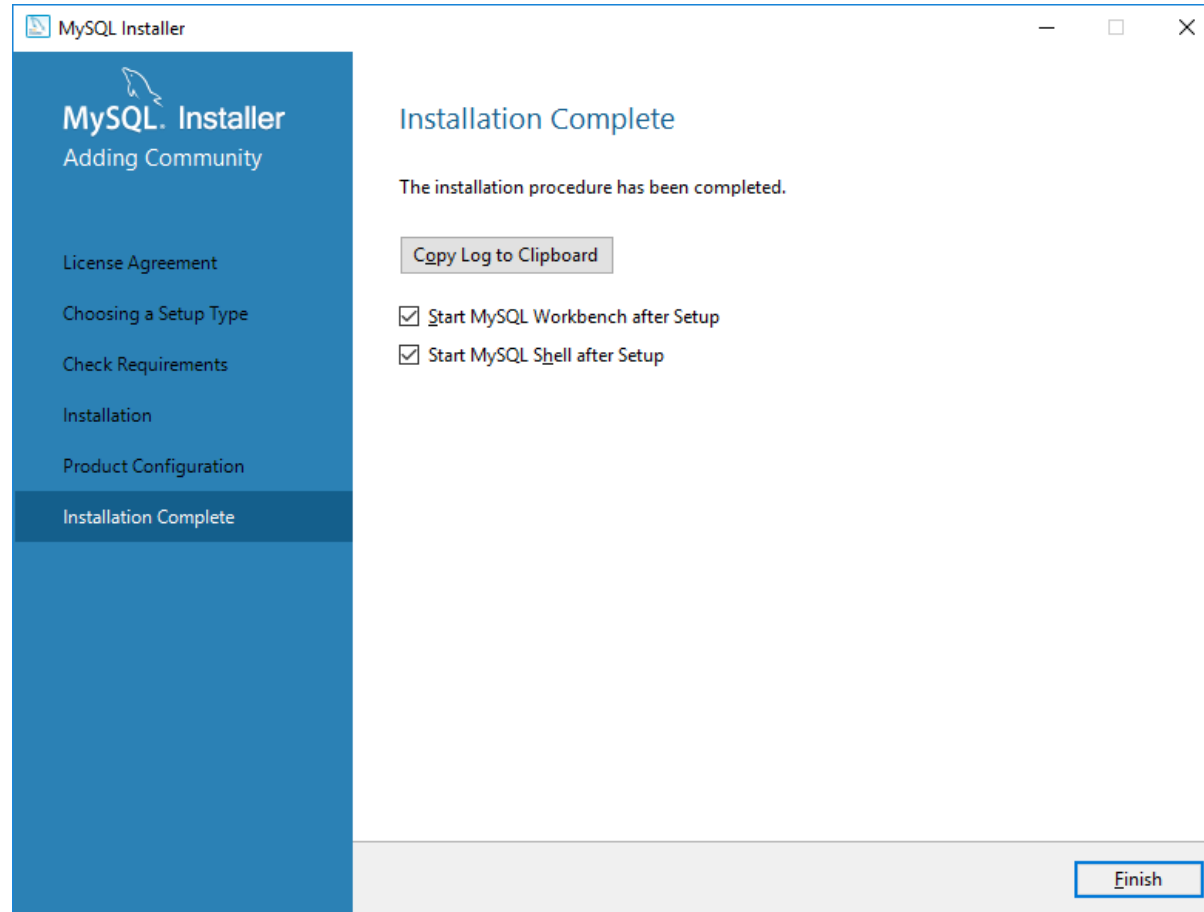 MySQL Installer
MySQL. Installer
Adding Community
License Agreement
Choosing a Setup Type
Check Requirements
Installation
Product Configuration
Installation Complete
Installation Complete
The installation procedure has been completed.
Copy Log to Clipboard
Start MySQL Workbench after Setup
Start MySQL Shell after Setup
Finish